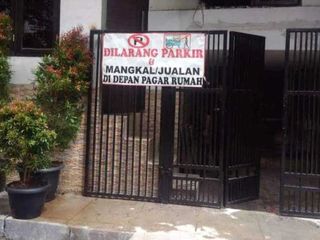 DILARANG PARKIR
&
MANGKAL/JUALAN
DI DEPAN PAGAR RUMAH